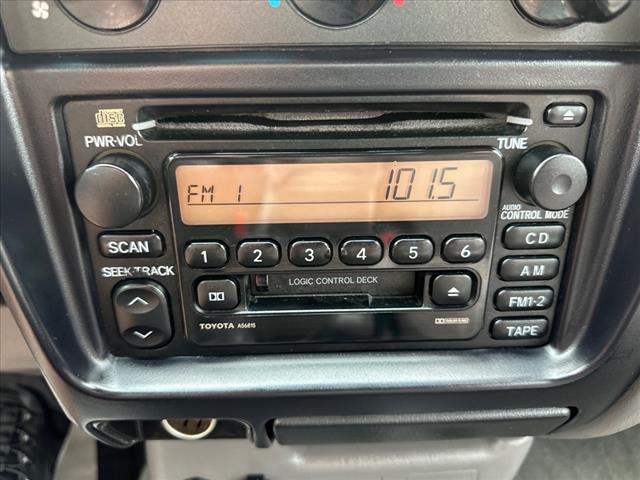 disc
PWR•VOL
TUNE
FM 1 101.5
AUDIO
CONTROL MODE
SCAN
1 2 3 4 5 6
CD
SEEK•TRACK
LOGIC CONTROL DECK
AM
FM1•2
TOYOTA A56815
TAPE